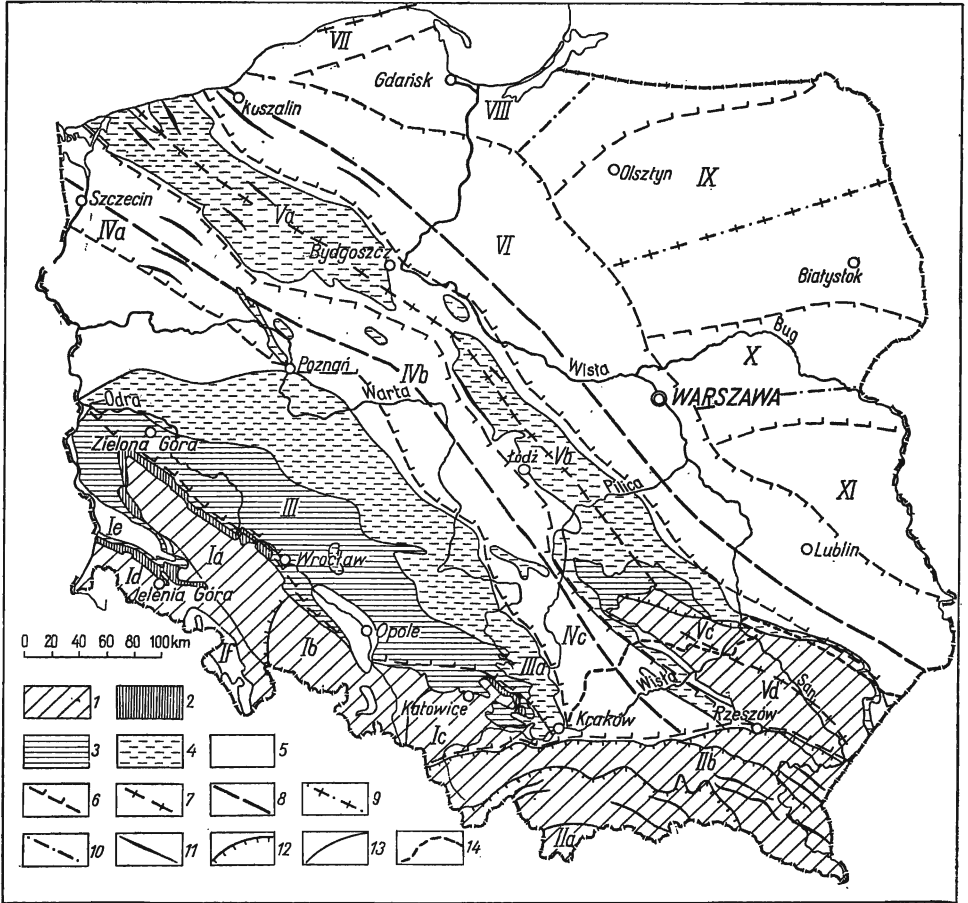 VII
Gdańsk
VIII
Kuszalin
Olsztyn
IX
Szczecin
IVa
Va
Bydgoszcz
VI
Białystok
Bug
X
Poznań
IVb
Wisła
Warta
WARSZAWA
Odra
Zielona Góra
Łódź
Vb
Pilica
XI
III
Ie
Ia
Wrocław
Lublin
Id
Jelenia Góra
0 20 40 60 80 100km
If
Ib
Opole
IIIa
IVc
Vc
Wisła
Vd
San
1
2
Katowice
Ic
Kraków
Rzeszów
3
4
5
IIb
6
7
8
9
10
11
12
13
14
IIa